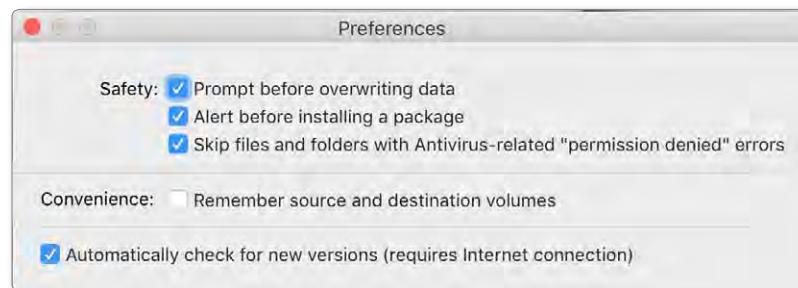 Preferences
Safety: Prompt before overwriting data
Alert before installing a package
Skip files and folders with Antivirus-related "permission denied" errors
Convenience: Remember source and destination volumes
Automatically check for new versions (requires Internet connection)